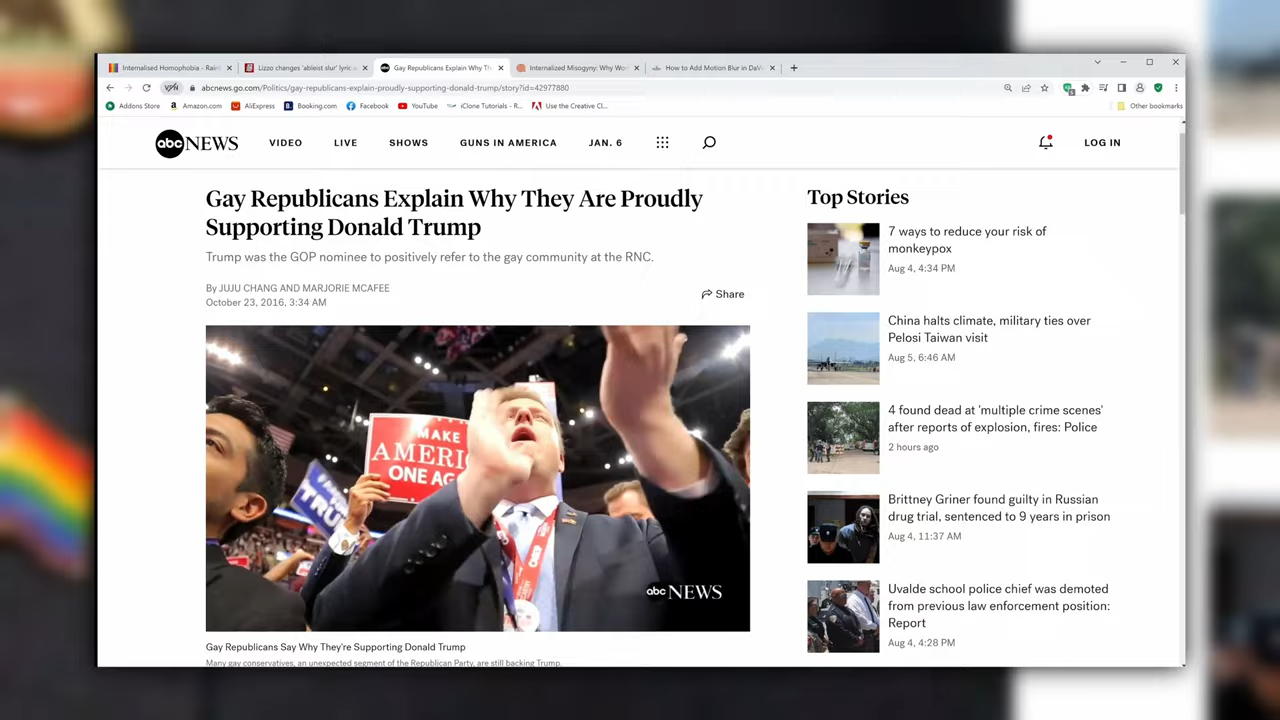 Internalised Homophobia - Rain
Lizzo changes 'ableist slur' lyric a
Gay Republicans Explain Why Th
Internalized Misogyny: Why Wo
How to Add Motion Blur in DaVi
abcnews.go.com/Politics/gay-republicans-explain-proudly-supporting-donald-trump/story?id=42977880
Addons Store
Amazon.com
AliExpress
Booking.com
Facebook
YouTube
iClone Tutorials - R...
Use the Creative Cl...
Other bookmarks
abc NEWS
VIDEO
LIVE
SHOWS
GUNS IN AMERICA
JAN. 6
LOG IN
Gay Republicans Explain Why They Are Proudly
Supporting Donald Trump
Trump was the GOP nominee to positively refer to the gay community at the RNC.
By JUJU CHANG AND MARJORIE MCAFEE
October 23, 2016, 3:34 AM
Share
MAKE
AMERI
ONE AG
TRU
abc NEWS
Gay Republicans Say Why They're Supporting Donald Trump
Many gay conservatives, an unexpected segment of the Republican Party, are still backing Trump.
Top Stories
7 ways to reduce your risk of
monkeypox
Aug 4, 4:34 PM
China halts climate, military ties over
Pelosi Taiwan visit
Aug 5, 6:46 AM
4 found dead at 'multiple crime scenes'
after reports of explosion, fires: Police
2 hours ago
Brittney Griner found guilty in Russian
drug trial, sentenced to 9 years in prison
Aug 4, 11:37 AM
Uvalde school police chief was demoted
from previous law enforcement position:
Report
Aug 4, 4:28 PM